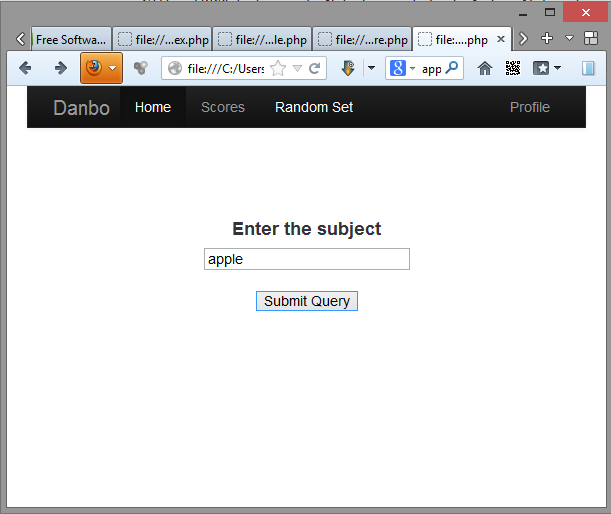 Free Softwa... file://...ex.php file://...le.php file://...re.php file:....php
file:///C:/Users app
Danbo Home Scores Random Set Profile
Enter the subject
apple
Submit Query